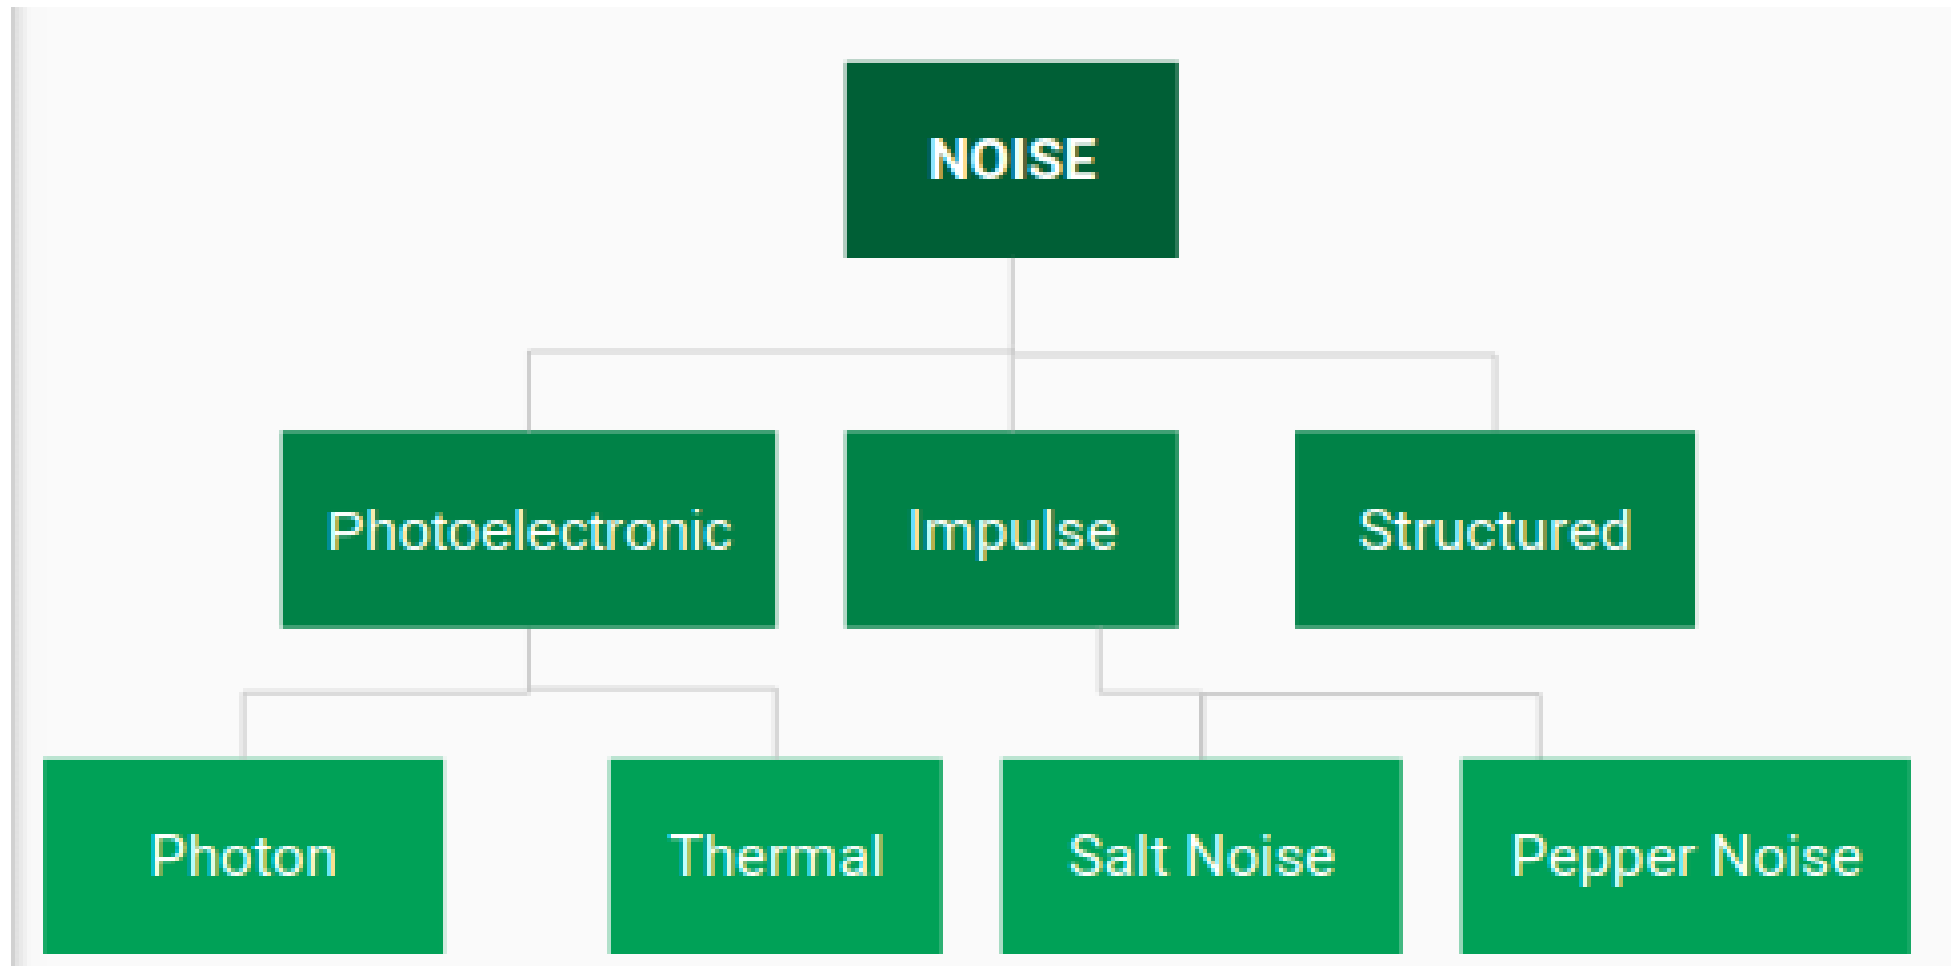 NOISE
Photoelectronic
Impulse
Structured
Photon
Thermal
Salt Noise
Pepper Noise